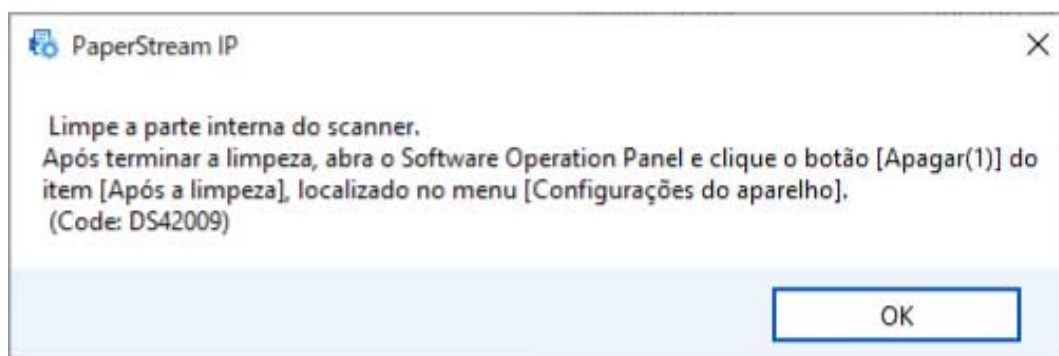 PaperStream IP
Limpe a parte interna do scanner.
Após terminar a limpeza, abra o Software Operation Panel e clique o botão [Apagar(1)] do
item [Após a limpeza], localizado no menu [Configurações do aparelho].
(Code: DS42009)
OK